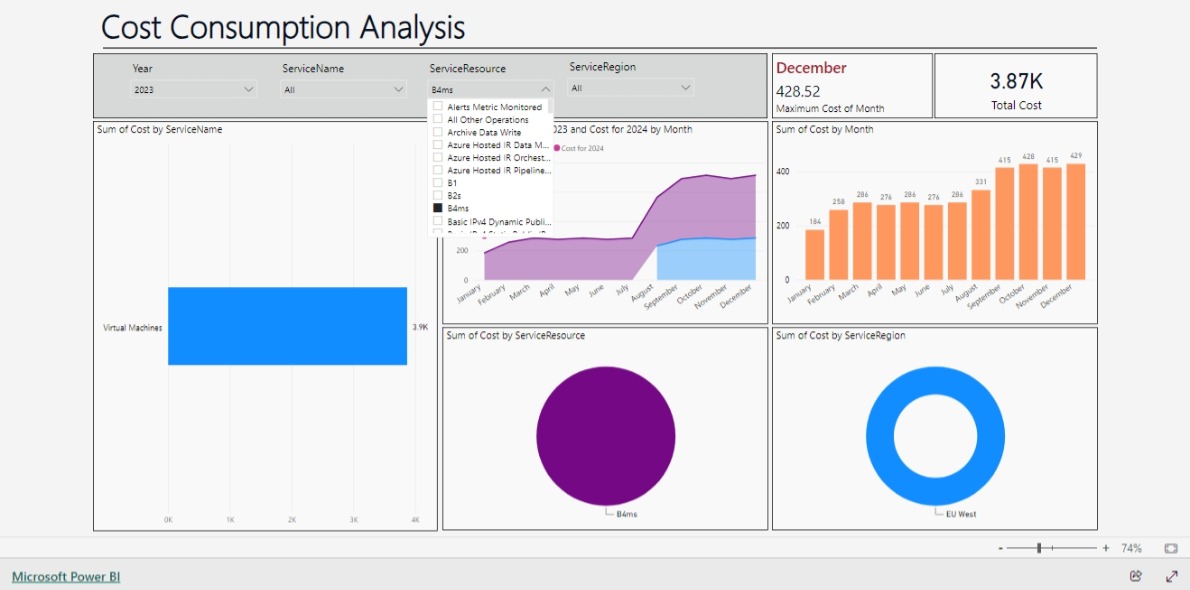 Cost Consumption Analysis
Year
2023
ServiceName
All
ServiceResource
B4ms
ServiceRegion
All
December
428.52
Maximum Cost of Month
3.87K
Total Cost
Alerts Metric Monitored
All Other Operations
Archive Data Write
Azure Hosted IR Data M...
Azure Hosted IR Orchest...
Azure Hosted IR Pipeline...
B1
B2s
B4ms
Basic IPv4 Dynamic Publi...
Sum of Cost by ServiceName
Virtual Machines
3.9K
0K 1K 2K 3K 4K
023 and Cost for 2024 by Month
Cost for 2024
200
0
January February March April May June July August September October November December
Sum of Cost by Month
400
200
0
184 258 286 276 286 276 286 331 415 428 415 429
January February March April May June July August September October November December
Sum of Cost by ServiceResource
B4ms
Sum of Cost by ServiceRegion
EU West
- + 74%
Microsoft Power BI